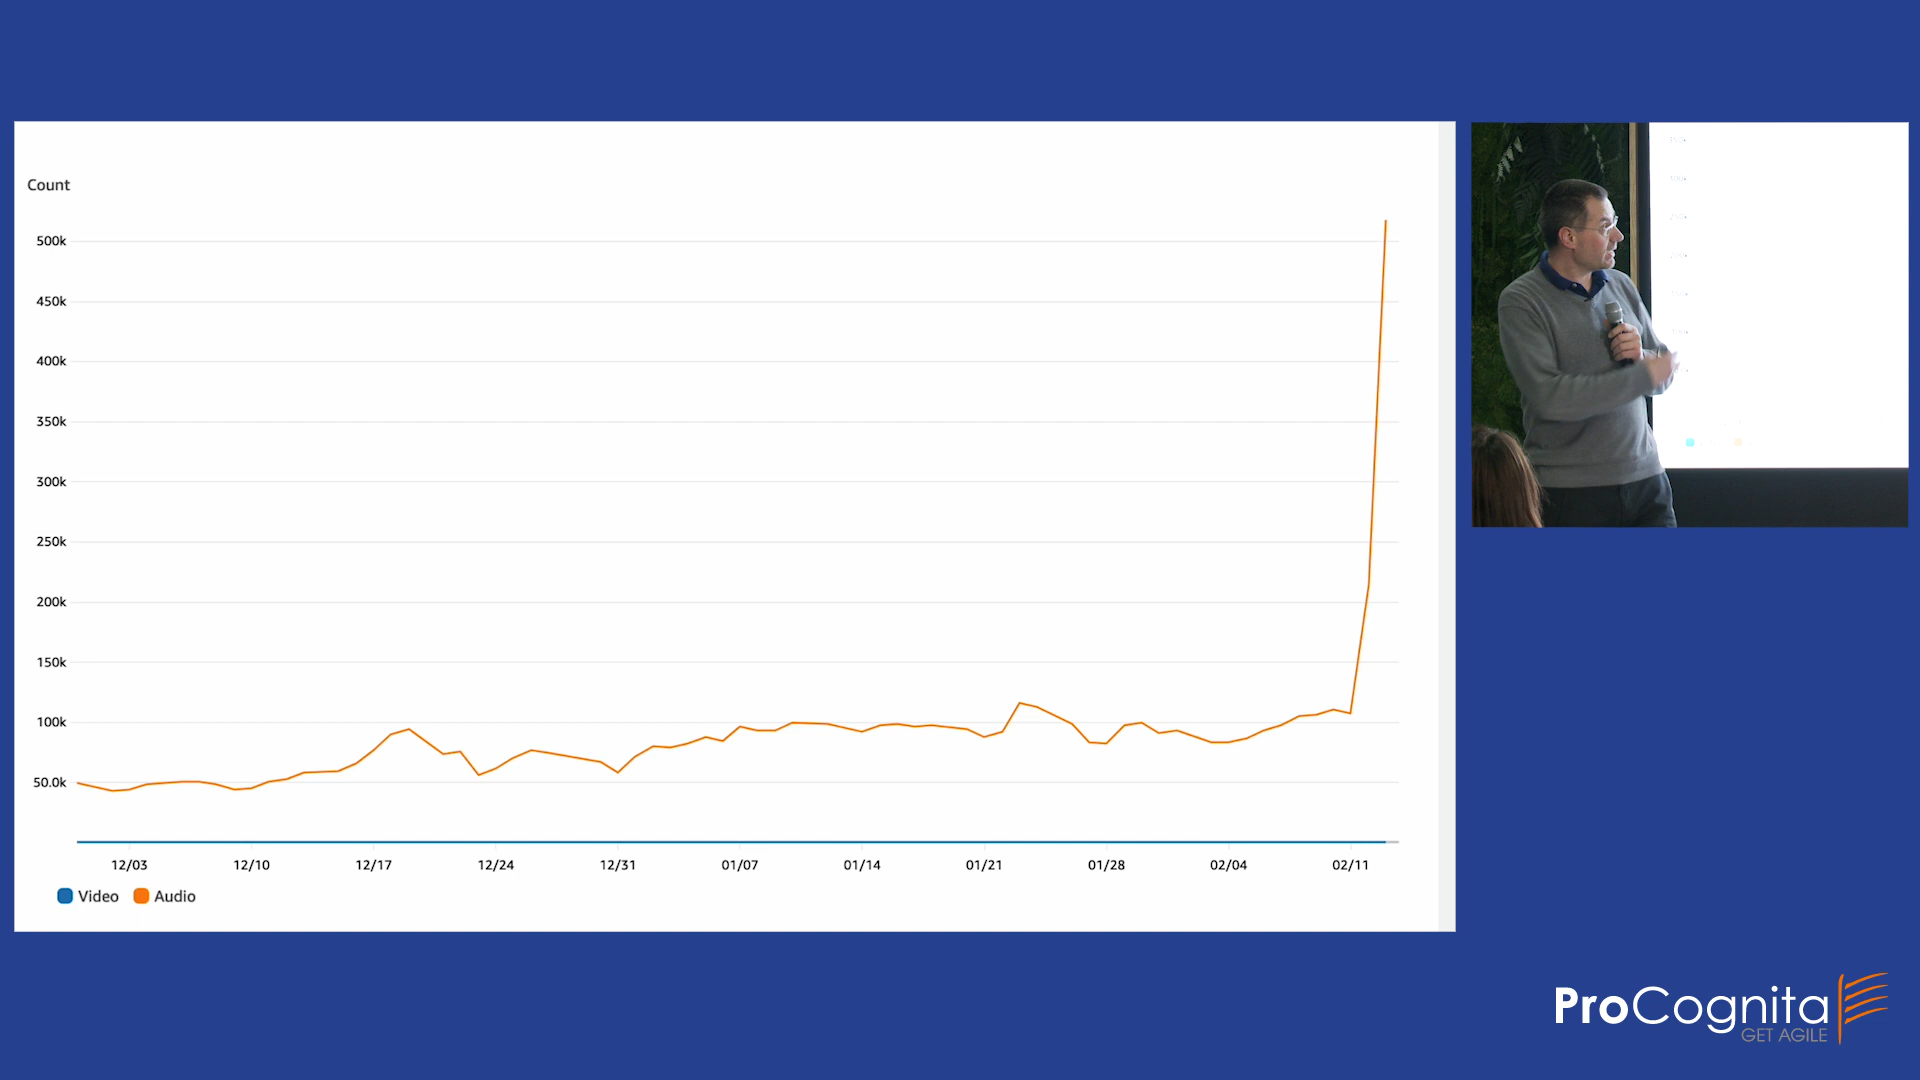 Count
500k
450k
400k
350k
300k
250k
200k
150k
100k
50.0k
12/03 12/10 12/17 12/24 12/31 01/07 01/14 01/21 01/28 02/04 02/11
Video Audio
ProCognita
GET AGILE